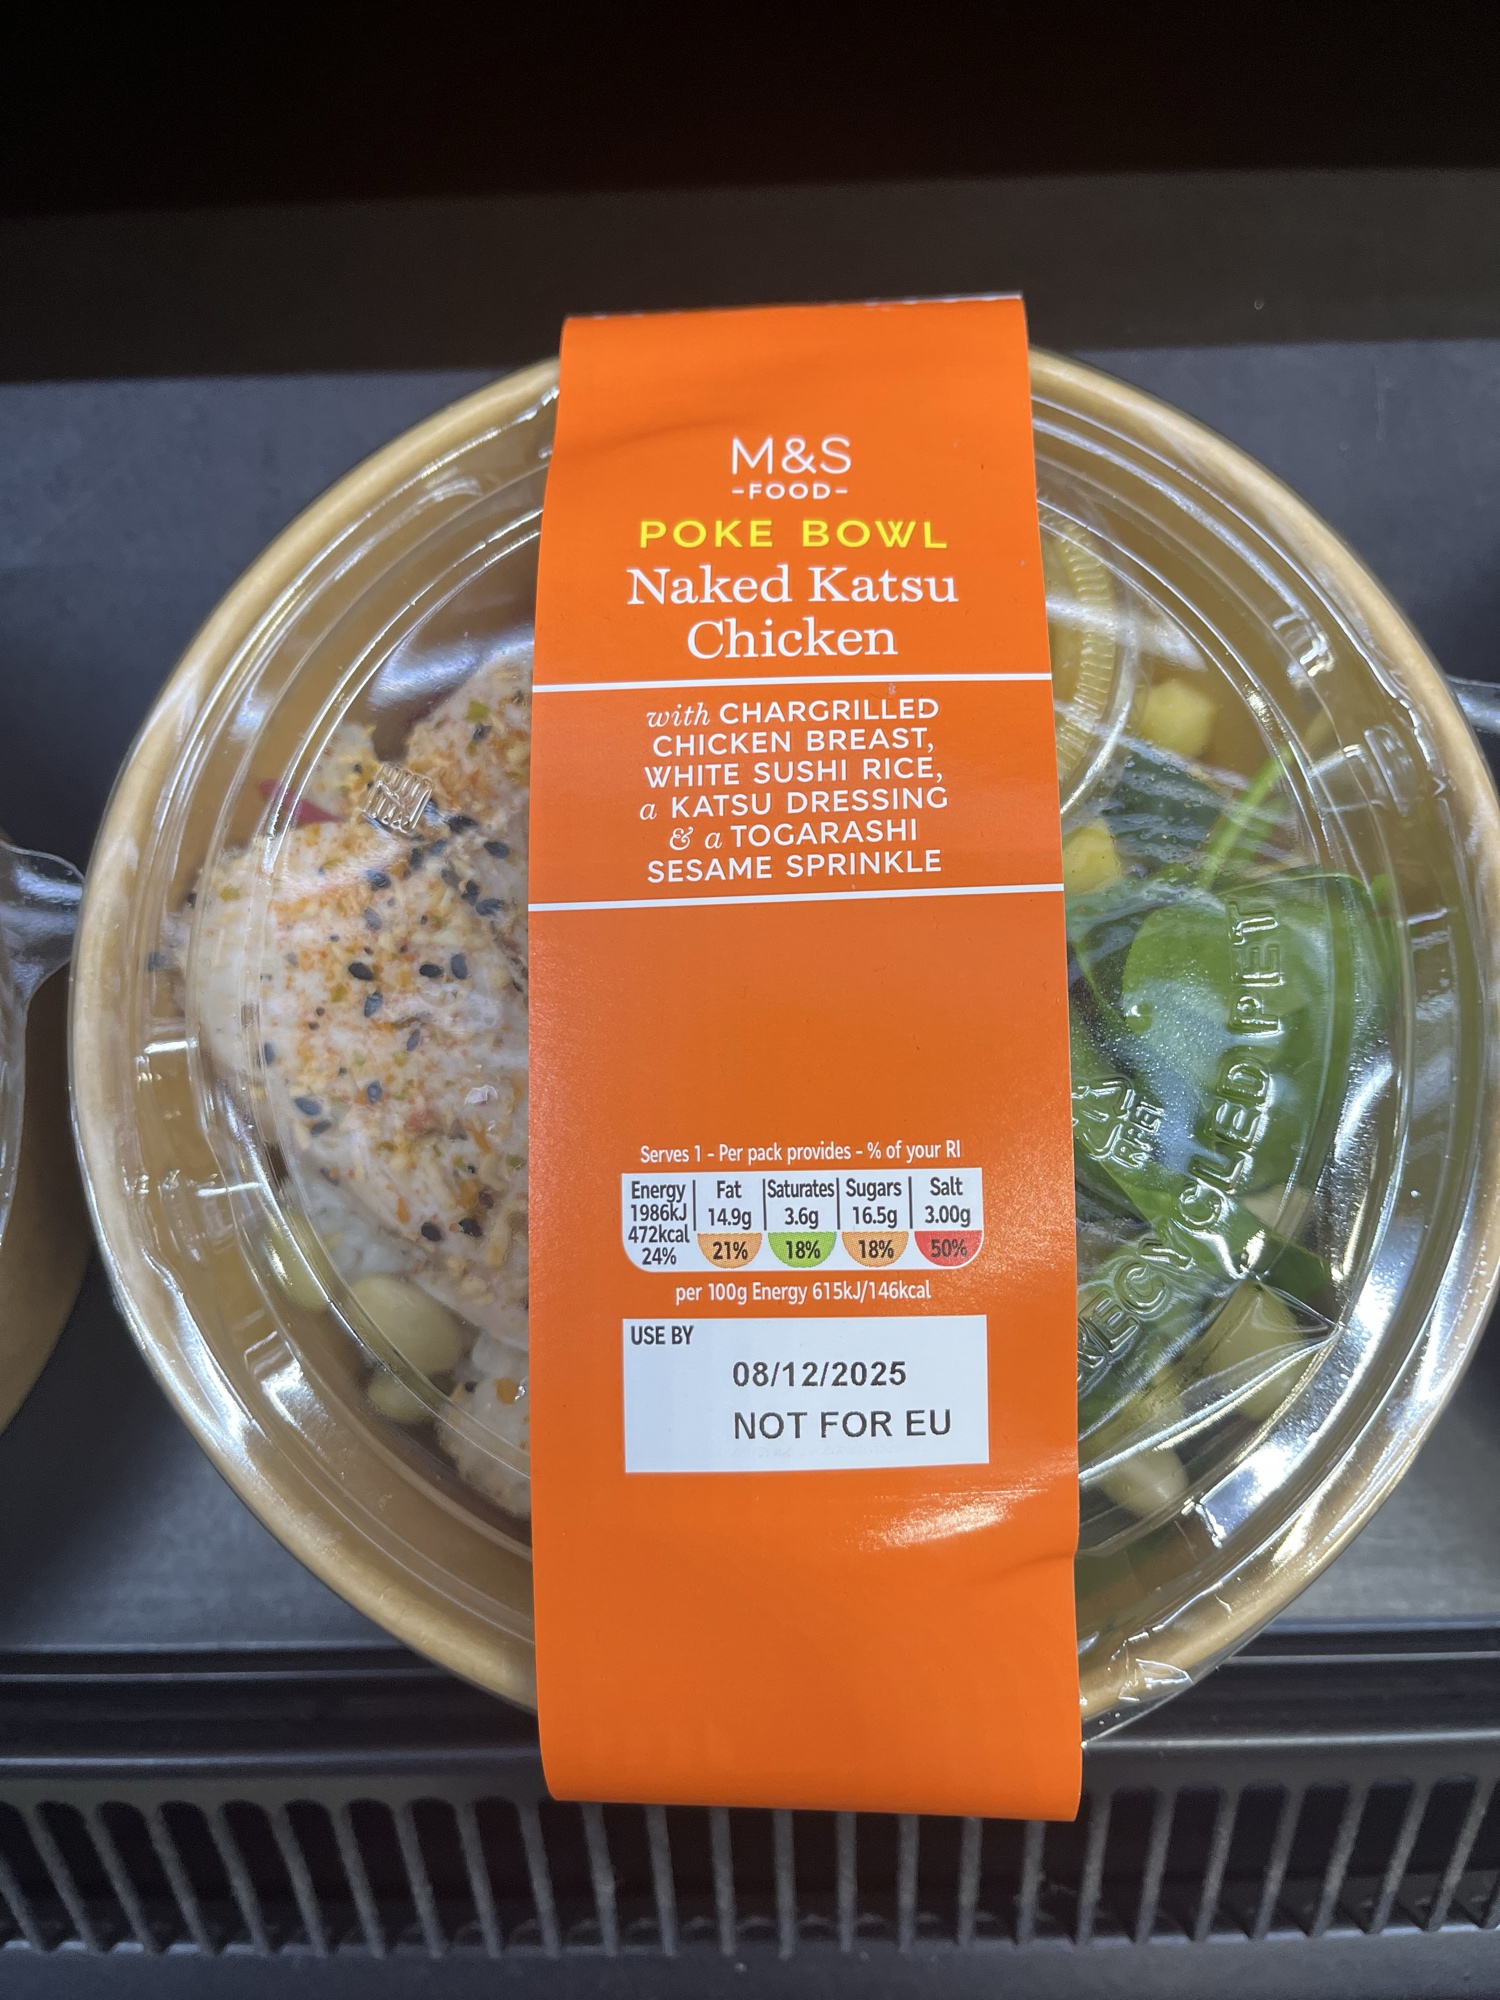 M&S
-FOOD-
POKE BOWL
Naked Katsu
Chicken
with CHARGRILLED
CHICKEN BREAST,
WHITE SUSHI RICE,
a KATSU DRESSING
& a TOGARASHI
SESAME SPRINKLE
Serves 1 - Per pack provides - % of your RI
Energy Fat Saturates Sugars Salt
1986kJ 14.9g 3.6g 16.5g 3.00g
472kcal
24% 21% 18% 18% 50%
per 100g Energy 615kJ/146kcal
USE BY
08/12/2025
NOT FOR EU
RECYCLED PET